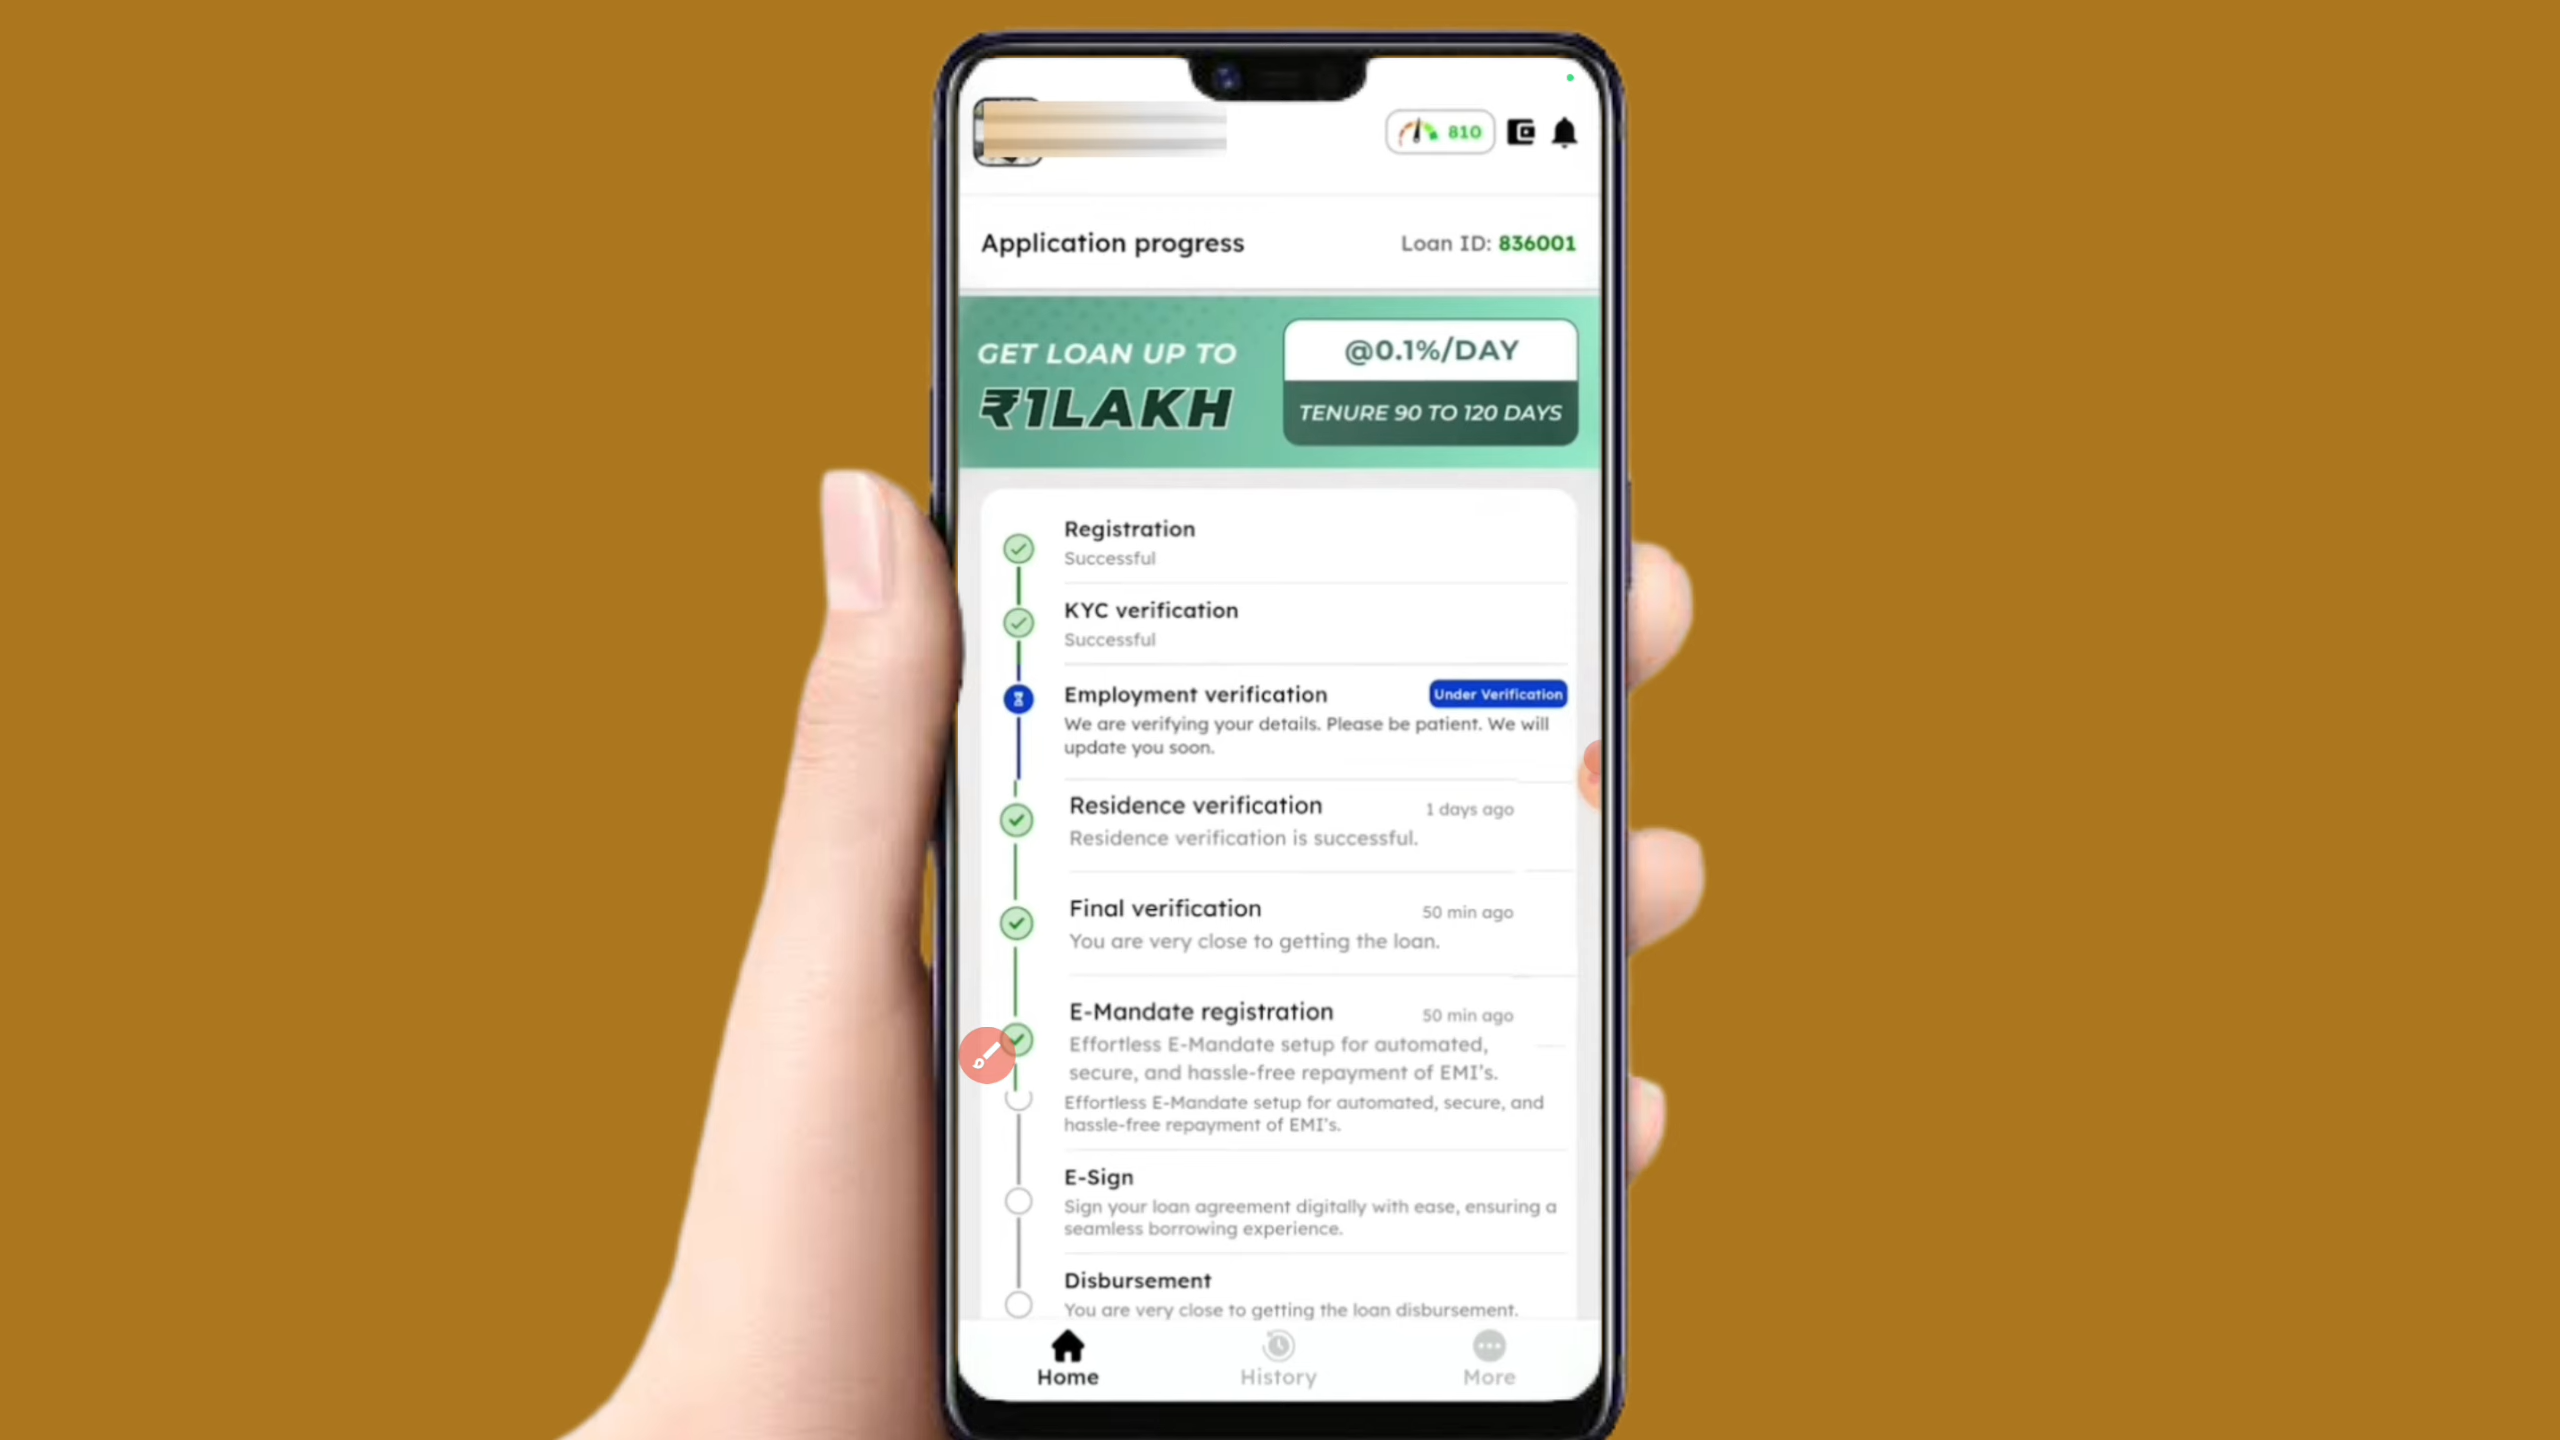 810
Application progress
Loan ID: 836001
GET LOAN UP TO
₹1LAKH
@0.1%/DAY
TENURE 90 TO 120 DAYS
Registration
Successful
KYC verification
Successful
Employment verification
Under Verification
We are verifying your details. Please be patient. We will
update you soon.
Residence verification
1 days ago
Residence verification is successful.
Final verification
50 min ago
You are very close to getting the loan.
E-Mandate registration
50 min ago
Effortless E-Mandate setup for automated,
secure, and hassle-free repayment of EMI's.
Effortless E-Mandate setup for automated, secure, and
hassle-free repayment of EMI's.
E-Sign
Sign your loan agreement digitally with ease, ensuring a
seamless borrowing experience.
Disbursement
You are very close to getting the loan disbursement.
Home
History
More